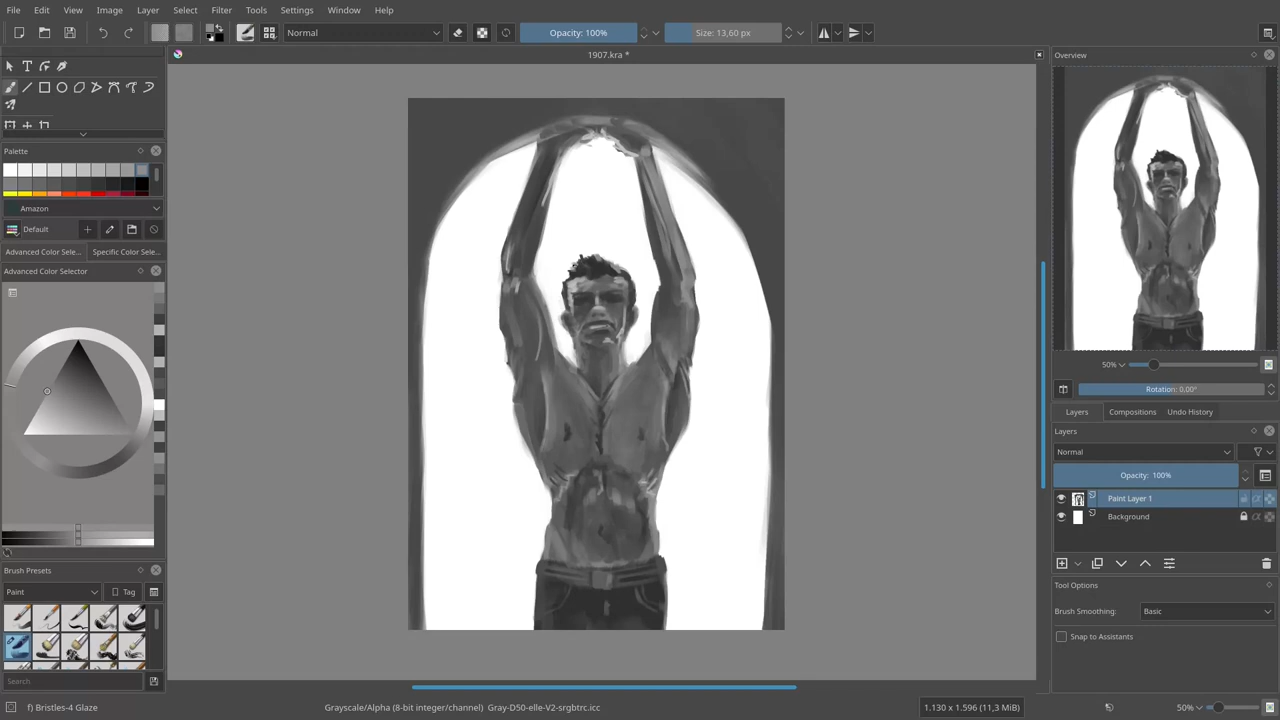 File Edit View Image Layer Select Filter Tools Settings Window Help
Normal Opacity: 100% Size: 13,60 px
1907.kra *
Overview
Palette
Amazon
Default
Advanced Color Sele... Specific Color Sele...
Advanced Color Selector
50%
Rotation: 0.00°
Layers Compositions Undo History
Layers
Normal
Opacity: 100%
Paint Layer 1
Background
Brush Presets
Paint Tag
Search
Tool Options
Brush Smoothing: Basic
Snap to Assistants
f) Bristles-4 Glaze Grayscale/Alpha (8-bit integer/channel) Gray-D50-elle-V2-srgbtrc.icc 1.130 x 1.596 (11,3 MiB) 50%